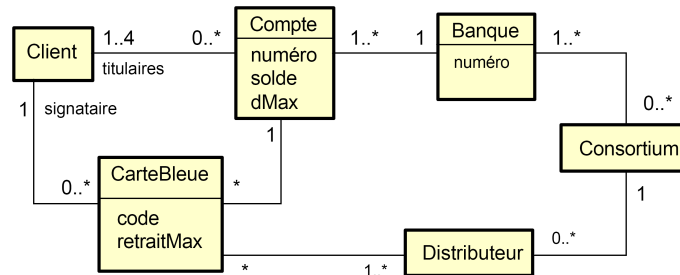 Client
1..4
0..*
titulaires
Compte
numéro
solde
dMax
1..*
1
Banque
numéro
1..*
0..*
Consortium
1
1
signataire
0..*
CarteBleue
code
retraitMax
*
1
*
1..*
Distributeur
0..*